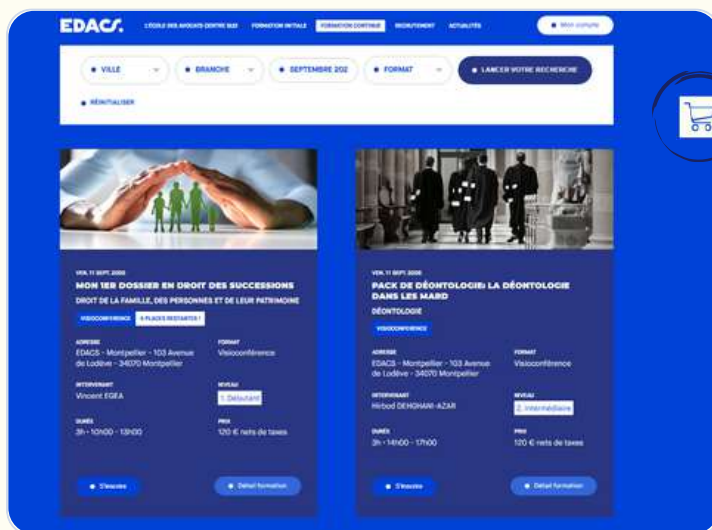 EDACS.
L'ÉCOLE DES AVOCATS CENTRE SUD
FORMATION INITIALE
FORMATION CONTINUE
RECRUTEMENT
ACTUALITÉS
Mon compte
VILLE
BRANCHE
SEPTEMBRE 202
FORMAT
LANCER VOTRE RECHERCHE
RÉINITIALISER
VEN. 11 SEPT.
MON 1ER DOSSIER EN DROIT DES SUCCESSIONS
DROIT DE LA FAMILLE, DES PERSONNES ET DE LEUR PATRIMOINE
VISIOCONFERENCE
PLACES RESTANTES !
ADRESSE
FORMAT
EDACS - Montpellier - 103 Avenue
Visioconférence
de Lodève - 34070 Montpellier
INTERVENANT
NIVEAU
Vincent EGEA
1. Débutant
DURÉE
PRIX
3h - 10h00 - 13h00
120 € nets de taxes
S'inscrire
Détail formation
VEN. 11 SEPT.
PACK DE DÉONTOLOGIE: LA DÉONTOLOGIE
DANS LES MARD
DÉONTOLOGIE
VISIOCONFERENCE
ADRESSE
FORMAT
EDACS - Montpellier - 103 Avenue
Visioconférence
de Lodève - 34070 Montpellier
INTERVENANT
NIVEAU
Hirbod DEHGHANI-AZAR
2. Intermédiaire
DURÉE
PRIX
3h - 14h00 - 17h00
120 € nets de taxes
S'inscrire
Détail formation